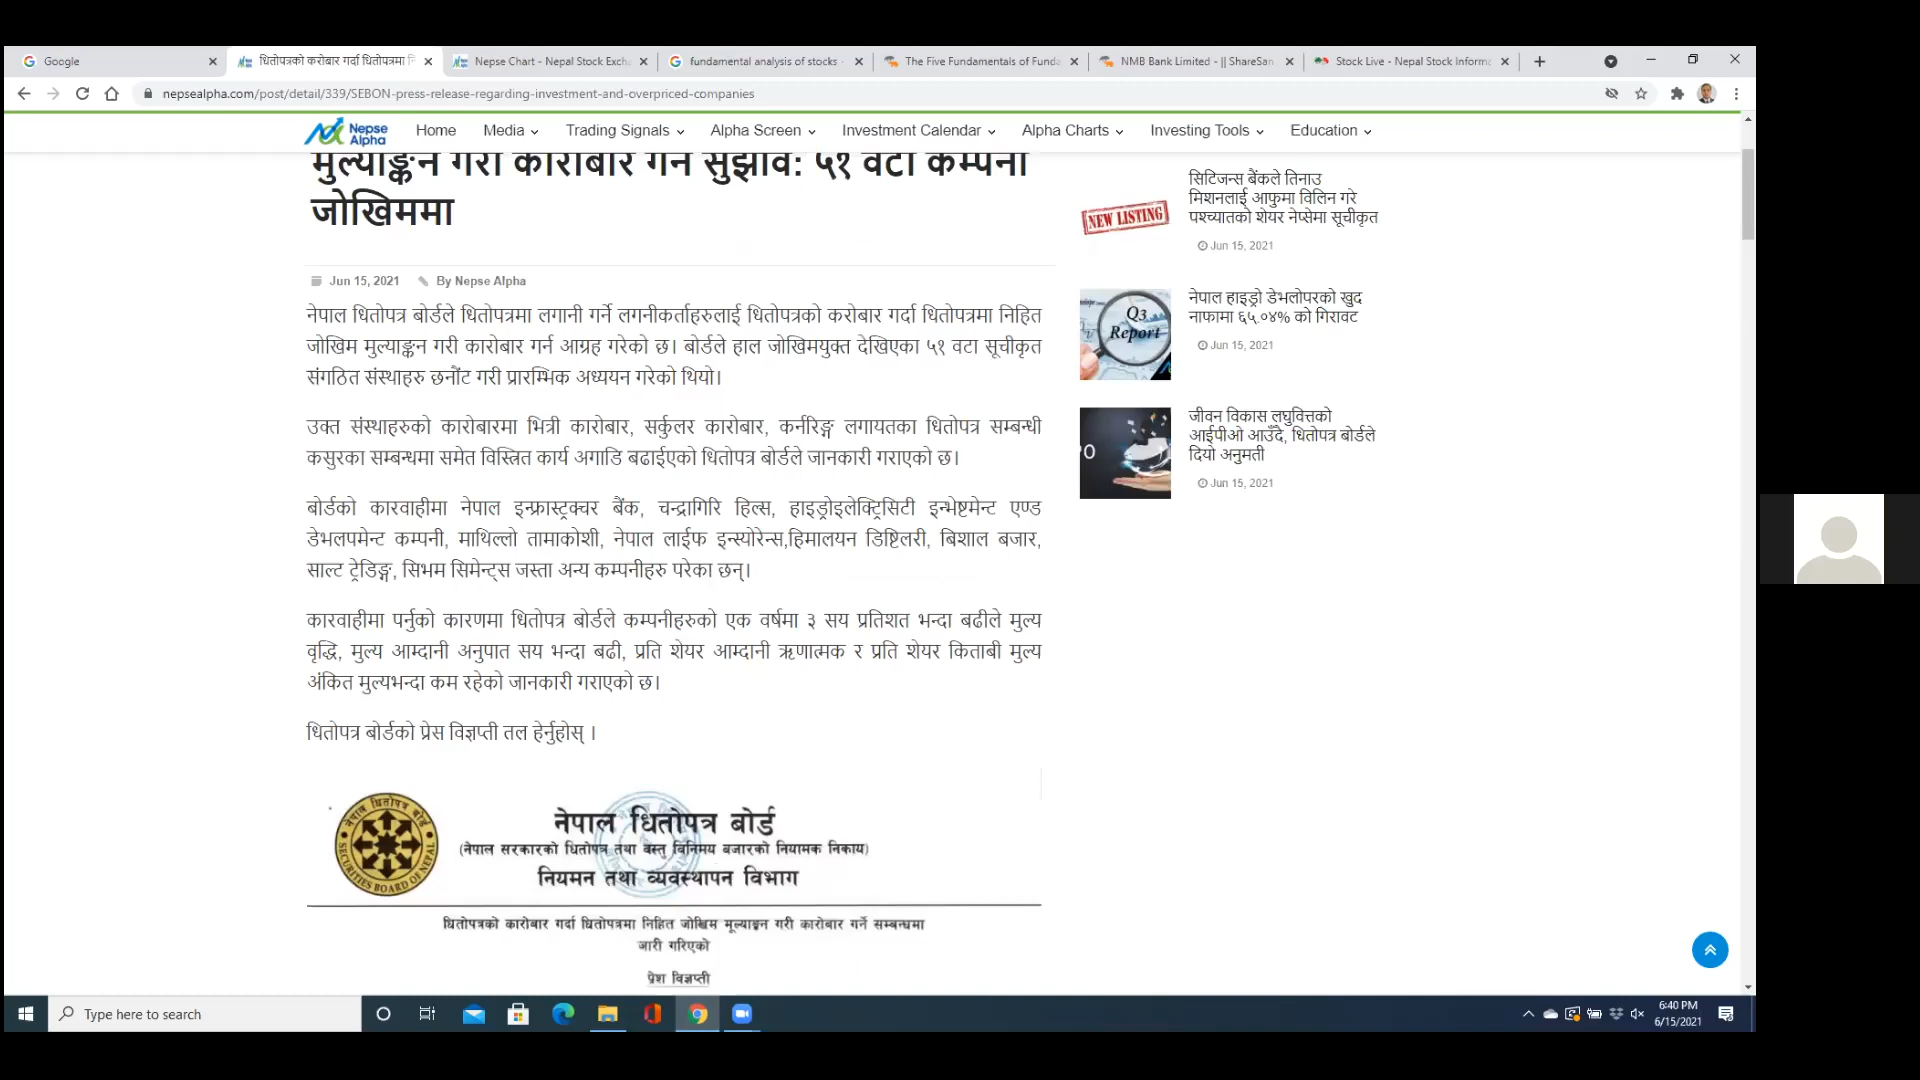 Google
धितोपत्रको करोबार गर्दा धितोपत्रमा नि
Nepse Chart - Nepal Stock Excha
fundamental analysis of stocks -
The Five Fundamentals of Funda
NMB Bank Limited - || ShareSan
Stock Live - Nepal Stock Informa
nepsealpha.com/post/detail/339/SEBON-press-release-regarding-investment-and-overpriced-companies
Nepse Alpha
Home
Media
Trading Signals
Alpha Screen
Investment Calendar
Alpha Charts
Investing Tools
Education
मुल्याङ्कन गरी कारोबार गर्न सुझाव: ५१ वटा कम्पनी
जोखिममा
Jun 15, 2021
By Nepse Alpha
नेपाल धितोपत्र बोर्डले धितोपत्रमा लगानी गर्ने लगनीकर्ताहरुलाई धितोपत्रको करोबार गर्दा धितोपत्रमा निहित
जोखिम मुल्याङ्कन गरी कारोबार गर्न आग्रह गरेको छ। बोर्डले हाल जोखिमयुक्त देखिएका ५१ वटा सूचीकृत
संगठित संस्थाहरु छनौंट गरी प्रारम्भिक अध्ययन गरेको थियो।
उक्त संस्थाहरुको कारोबारमा भित्री कारोबार, सर्कुलर कारोबार, कर्नरिङ्ग लगायतका धितोपत्र सम्बन्धी
कसुरका सम्बन्धमा समेत विस्त्रित कार्य अगाडि बढाईएको धितोपत्र बोर्डले जानकारी गराएको छ।
बोर्डको कारवाहीमा नेपाल इन्फ्रास्ट्रक्चर बैंक, चन्द्रागिरि हिल्स, हाइड्रोइलेक्ट्रिसिटी इन्भेष्टमेन्ट एण्ड
डेभलपमेन्ट कम्पनी, माथिल्लो तामाकोशी, नेपाल लाईफ इन्स्योरेन्स,हिमालयन डिष्टिलरी, बिशाल बजार,
साल्ट ट्रेडिङ्ग, सिभम सिमेन्ट्स जस्ता अन्य कम्पनीहरु परेका छन्।
कारवाहीमा पर्नुको कारणमा धितोपत्र बोर्डले कम्पनीहरुको एक वर्षमा ३ सय प्रतिशत भन्दा बढीले मुल्य
वृद्धि, मुल्य आम्दानी अनुपात सय भन्दा बढी, प्रति शेयर आम्दानी ऋणात्मक र प्रति शेयर किताबी मुल्य
अंकित मुल्यभन्दा कम रहेको जानकारी गराएको छ।
धितोपत्र बोर्डको प्रेस विज्ञप्ती तल हेर्नुहोस् ।
SECURITIES BOARD OF NEPAL
नेपाल धितोपत्र बोर्ड
(नेपाल सरकारको धितोपत्र तथा वस्तु विनिमय बजारको नियामक निकाय)
नियमन तथा व्यवस्थापन विभाग
धितोपत्रको कारोबार गर्दा धितोपत्रमा निहित जोखिम मूल्याङ्कन गरी कारोबार गर्ने सम्बन्धमा
जारी गरिएको
प्रेश विज्ञप्ती
NEW LISTING
सिटिजन्स बैंकले तिनाउ
मिशनलाई आफुमा विलिन गरे
पश्च्यातको शेयर नेप्सेमा सूचीकृत
Jun 15, 2021
Q3
Report
नेपाल हाइड्रो डेभलोपरको खुद
नाफामा ६५.०४% को गिरावट
Jun 15, 2021
जीवन विकास लघुवित्तको
आईपीओ आउँदै, धितोपत्र बोर्डले
दियो अनुमती
Jun 15, 2021
Type here to search
6:40 PM
6/15/2021